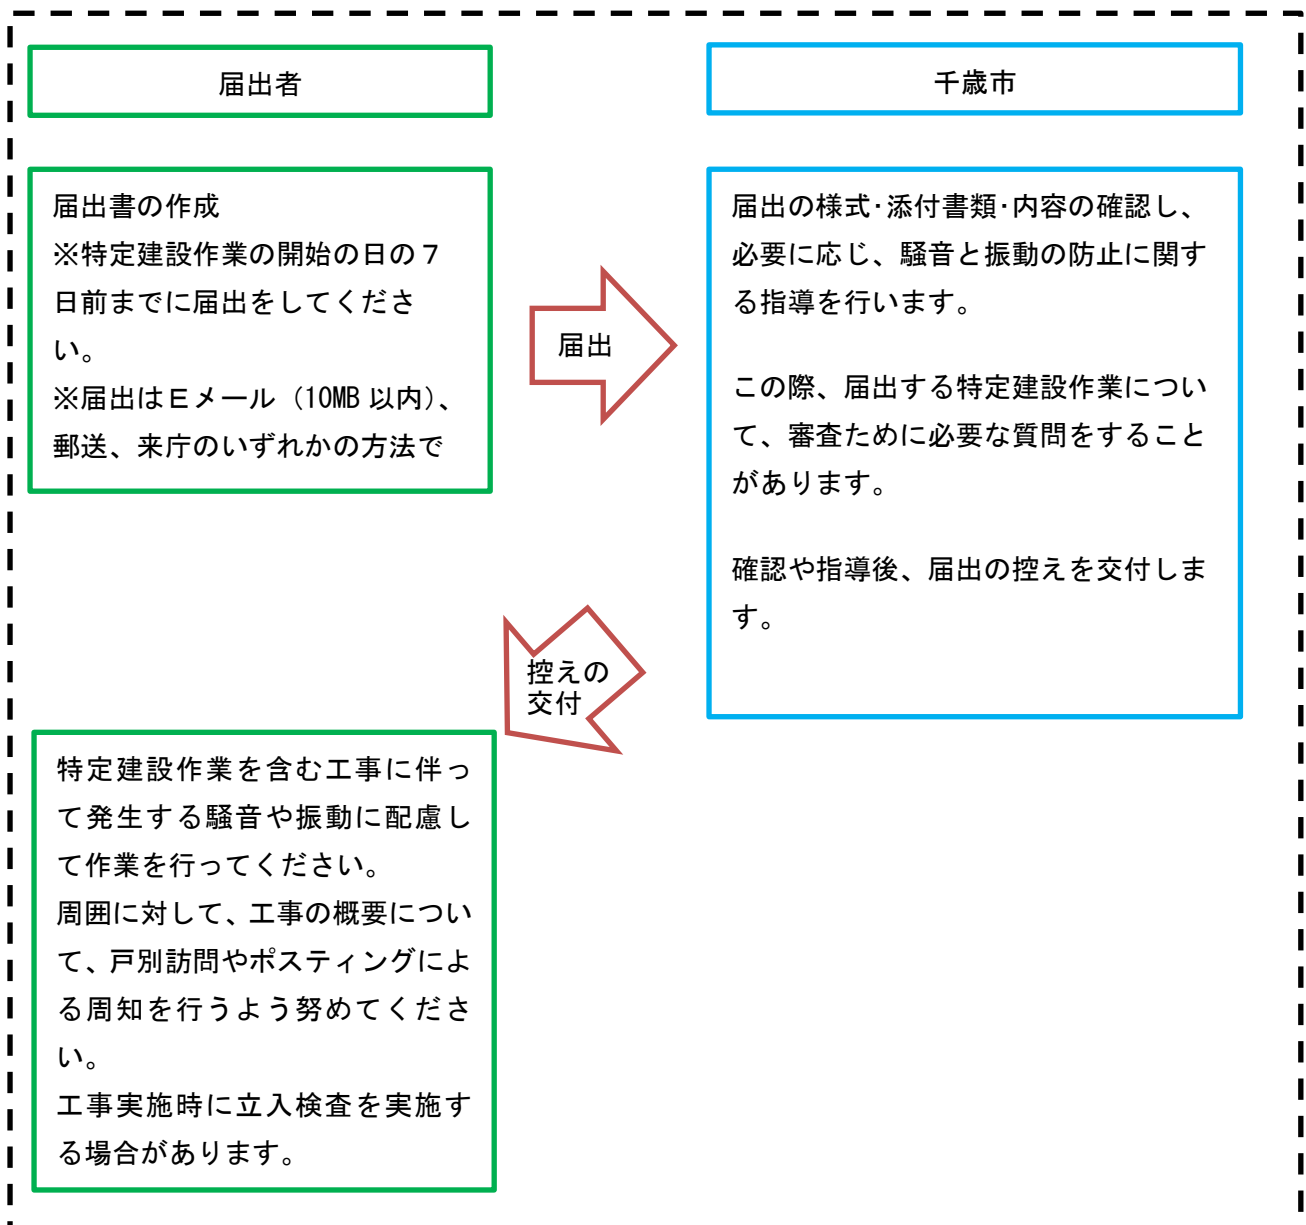 届出者
千歳市
届出書の作成
※特定建設作業の開始の日の７
日前までに届出をしてくださ
い。
※届出はＥメール（10MB 以内）、
郵送、来庁のいずれかの方法で
届出
届出の様式･添付書類･内容の確認し、
必要に応じ、騒音と振動の防止に関す
る指導を行います。
この際、届出する特定建設作業につい
て、審査ために必要な質問をすること
があります。
確認や指導後、届出の控えを交付しま
す。
控えの
交付
特定建設作業を含む工事に伴っ
て発生する騒音や振動に配慮し
て作業を行ってください。
周囲に対して、工事の概要につい
て、戸別訪問やポスティングによ
る周知を行うよう努めてくださ
い。
工事実施時に立入検査を実施す
る場合があります。